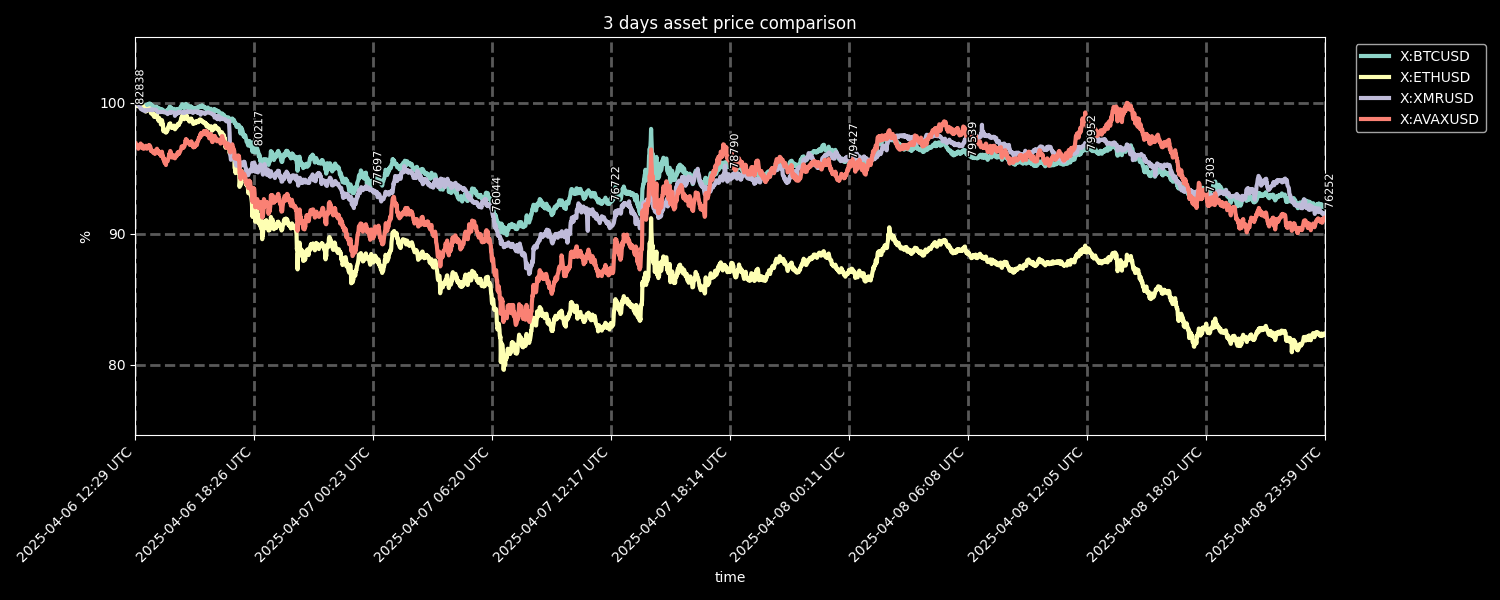 3 days asset price comparison
X:BTCUSD
X:ETHUSD
X:XMRUSD
X:AVAXUSD
%
100
90
80
82838
80217
77697
76044
76722
78790
79427
79539
79952
77303
76252
2025-04-06 12:29 UTC
2025-04-06 18:26 UTC
2025-04-07 00:23 UTC
2025-04-07 06:20 UTC
2025-04-07 12:17 UTC
2025-04-07 18:14 UTC
2025-04-08 00:11 UTC
2025-04-08 06:08 UTC
2025-04-08 12:05 UTC
2025-04-08 18:02 UTC
2025-04-08 23:59 UTC
time